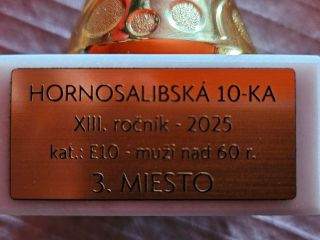 HORNOSALIBSKÁ 10-KA
XIII. ročník - 2025
kat.: E10 - muži nad 60 r.
3. MIESTO